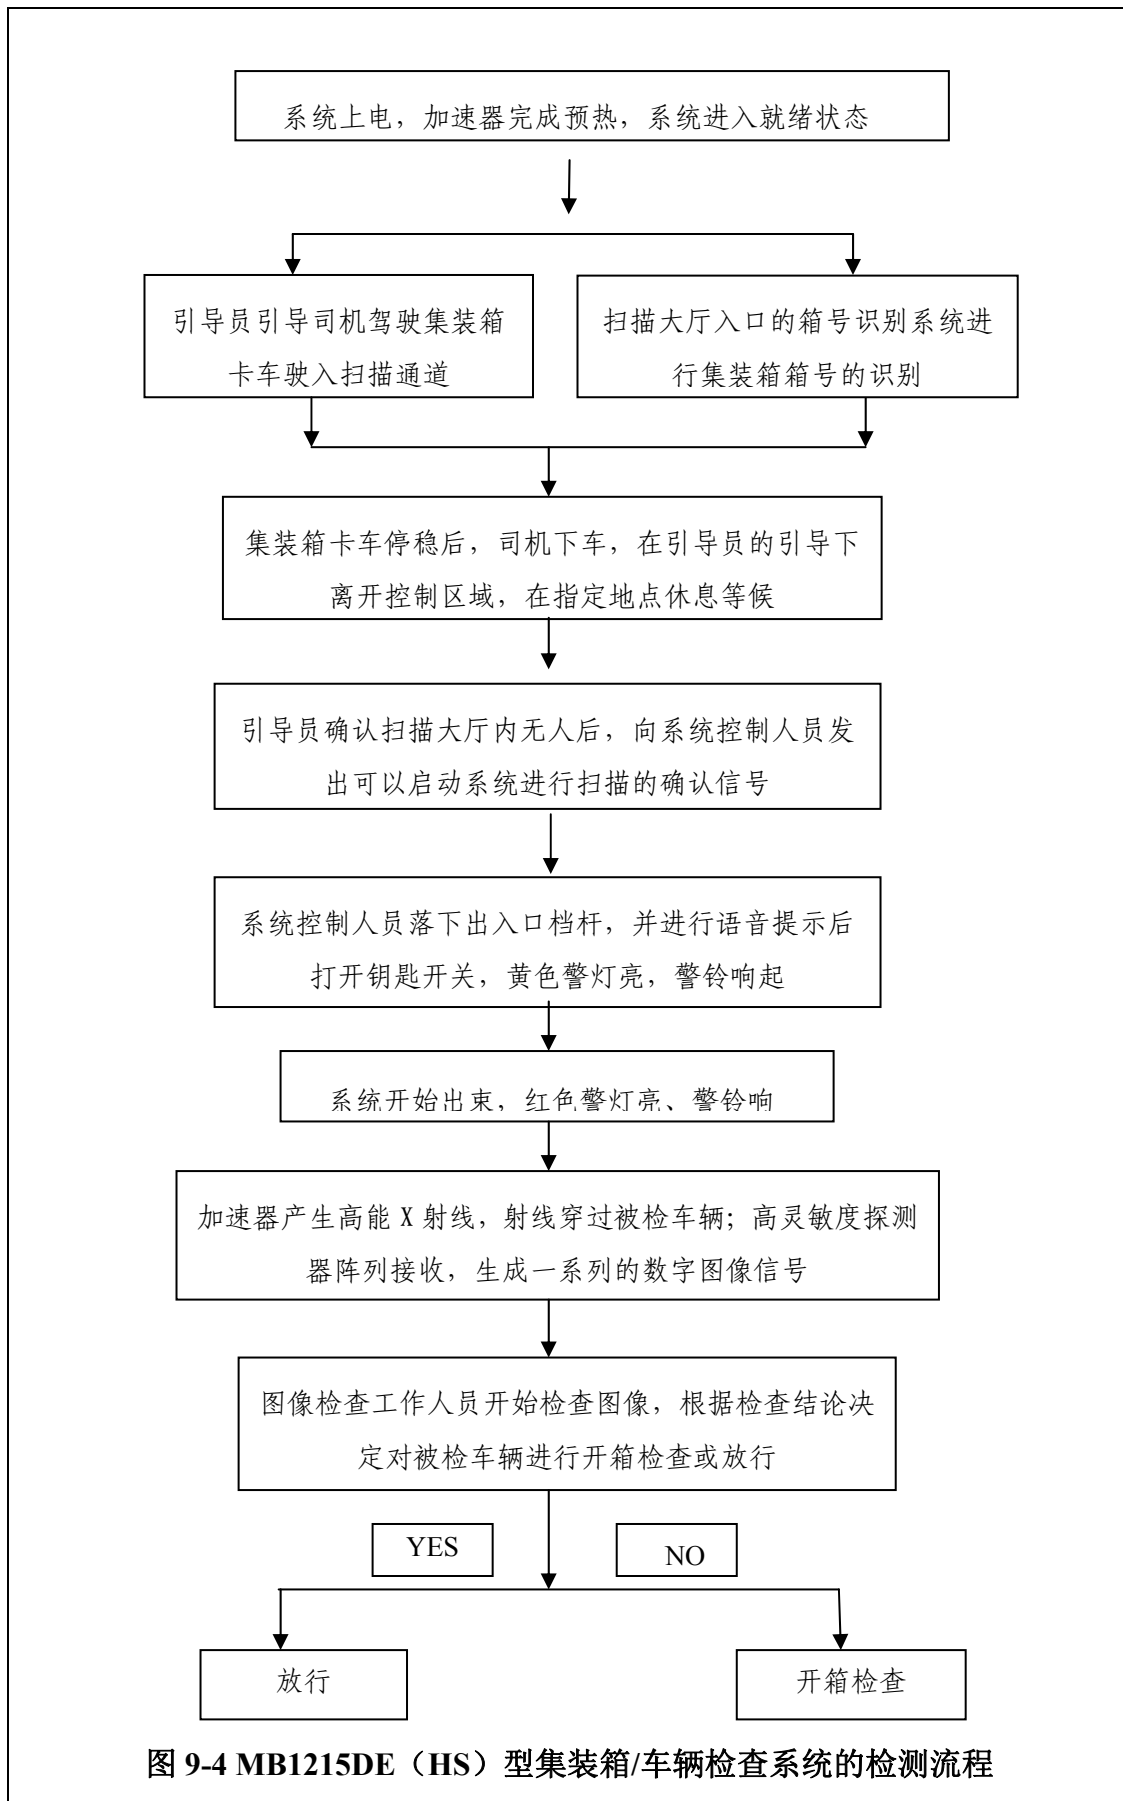 系统上电，加速器完成预热，系统进入就绪状态
引导员引导司机驾驶集装箱
卡车驶入扫描通道
扫描大厅入口的箱号识别系统进
行集装箱箱号的识别
集装箱卡车停稳后，司机下车，在引导员的引导下
离开控制区域，在指定地点休息等候
引导员确认扫描大厅内无人后，向系统控制人员发
出可以启动系统进行扫描的确认信号
系统控制人员落下出入口档杆，并进行语音提示后
打开钥匙开关，黄色警灯亮，警铃响起
系统开始出束，红色警灯亮、警铃响
加速器产生高能 X 射线，射线穿过被检车辆；高灵敏度探测
器阵列接收，生成一系列的数字图像信号
图像检查工作人员开始检查图像，根据检查结论决
定对被检车辆进行开箱检查或放行
YES
NO
放行
开箱检查
图 9-4 MB1215DE（HS）型集装箱/车辆检查系统的检测流程